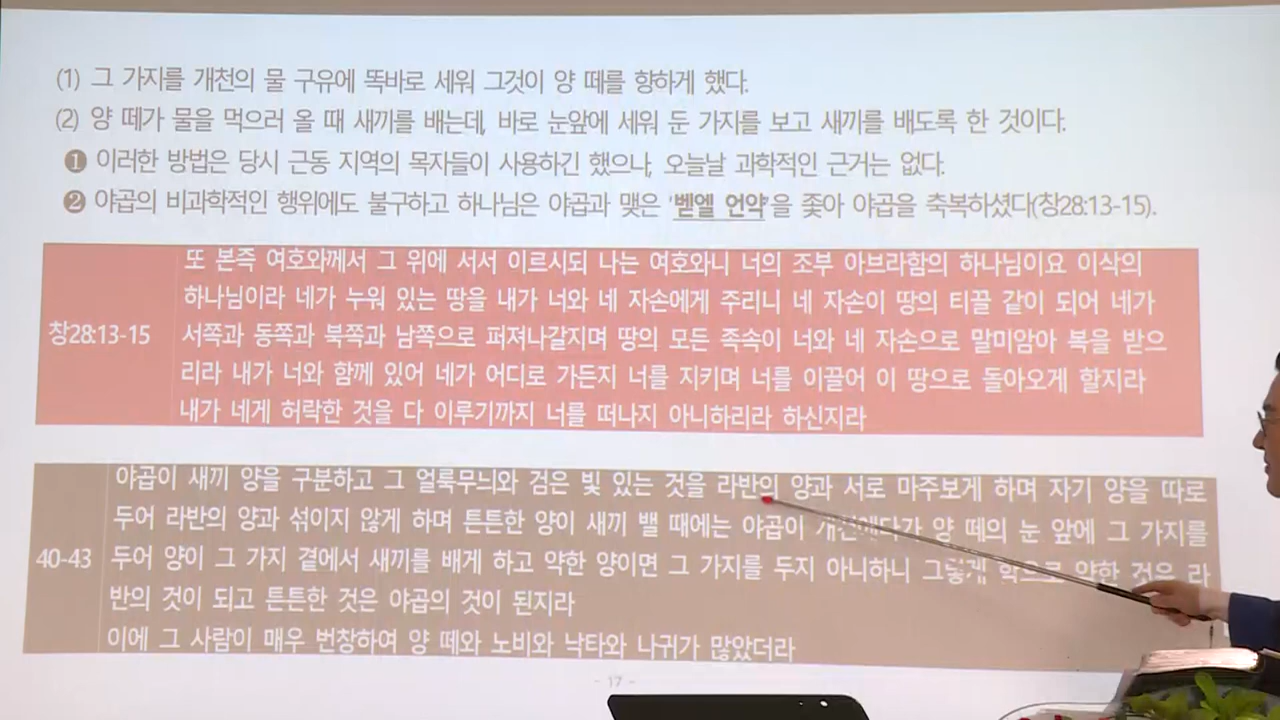 (1) 그 가지를 개천의 물 구유에 똑바로 세워 그것이 양 떼를 향하게 했다.
(2) 양 떼가 물을 먹으러 올 때 새끼를 배는데, 바로 눈앞에 세워 둔 가지를 보고 새끼를 배도록 한 것이다.
❶ 이러한 방법은 당시 근동 지역의 목자들이 사용하긴 했으나, 오늘날 과학적인 근거는 없다.
❷ 야곱의 비과학적인 행위에도 불구하고 하나님은 야곱과 맺은 '벧엘 언약'을 좇아 야곱을 축복하셨다(창28:13-15).
창28:13-15
또 본즉 여호와께서 그 위에 서서 이르시되 나는 여호와니 너의 조부 아브라함의 하나님이요 이삭의
하나님이라 네가 누워 있는 땅을 내가 너와 네 자손에게 주리니 네 자손이 땅의 티끌 같이 되어 네가
서쪽과 동쪽과 북쪽과 남쪽으로 퍼져나갈지며 땅의 모든 족속이 너와 네 자손으로 말미암아 복을 받으
리라 내가 너와 함께 있어 네가 어디로 가든지 너를 지키며 너를 이끌어 이 땅으로 돌아오게 할지라
내가 네게 허락한 것을 다 이루기까지 너를 떠나지 아니하리라 하신지라
40-43
야곱이 새끼 양을 구분하고 그 얼룩무늬와 검은 빛 있는 것을 라반의 양과 서로 마주보게 하며 자기 양을 따로
두어 라반의 양과 섞이지 않게 하며 튼튼한 양이 새끼 밸 때에는 야곱이 개천에다가 양 떼의 눈 앞에 그 가지를
두어 양이 그 가지 곁에서 새끼를 배게 하고 약한 양이면 그 가지를 두지 아니하니 그렇게 함으로 약한 것은 라
반의 것이 되고 튼튼한 것은 야곱의 것이 된지라
이에 그 사람이 매우 번창하여 양 떼와 노비와 낙타와 나귀가 많았더라
- 17 -